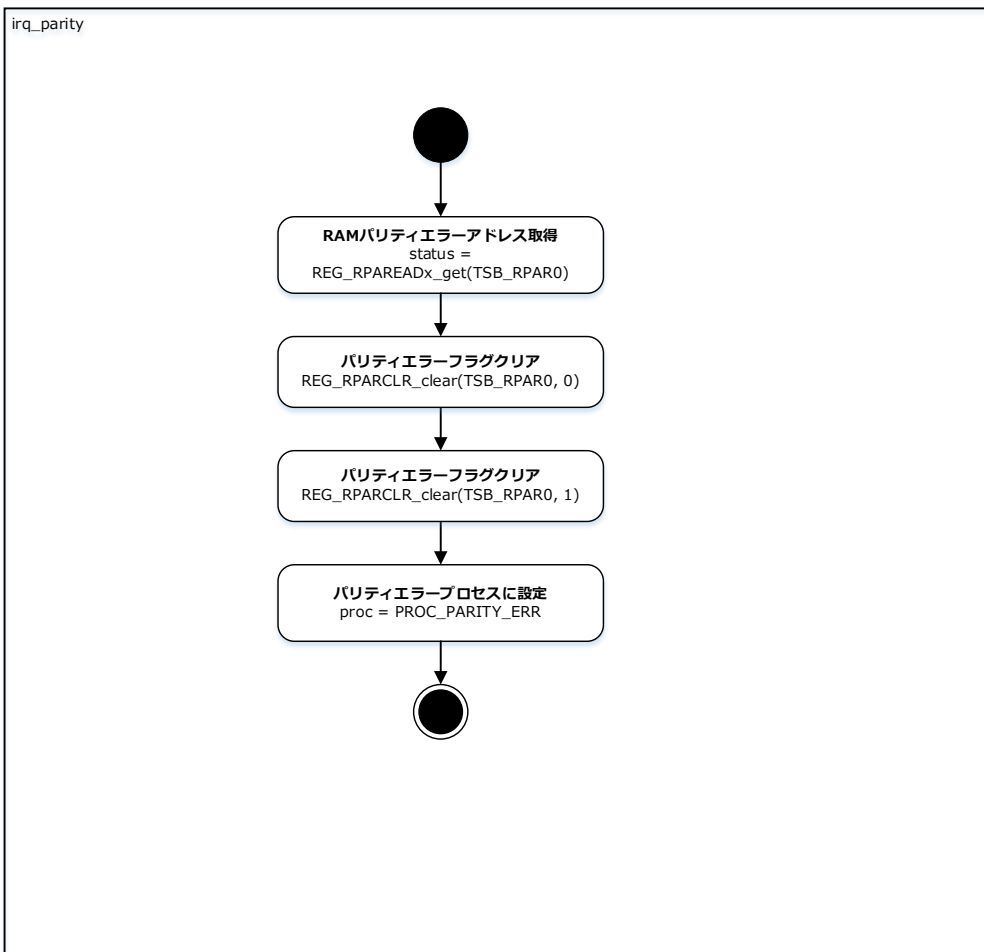 irq_parity
RAMパリティエラーアドレス取得
status =
REG_RPAREADx_get(TSB_RPAR0)
パリティエラーフラグクリア
REG_RPARCLR_clear(TSB_RPAR0, 0)
パリティエラーフラグクリア
REG_RPARCLR_clear(TSB_RPAR0, 1)
パリティエラープロセスに設定
proc = PROC_PARITY_ERR